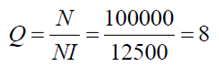 Q = N/NI = 100000/12500 = 8